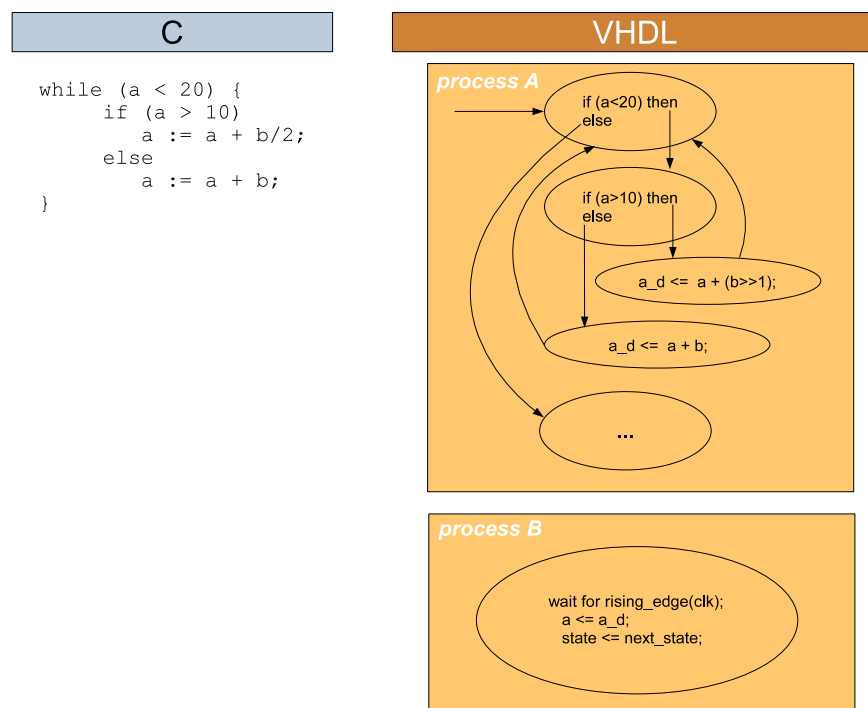 C
while (a < 20) {
if (a > 10)
a := a + b/2;
else
a := a + b;
}
VHDL
process A
if (a<20) then
else
if (a>10) then
else
a_d <= a + (b>>1);
a_d <= a + b;
...
process B
wait for rising_edge(clk);
a <= a_d;
state <= next_state;